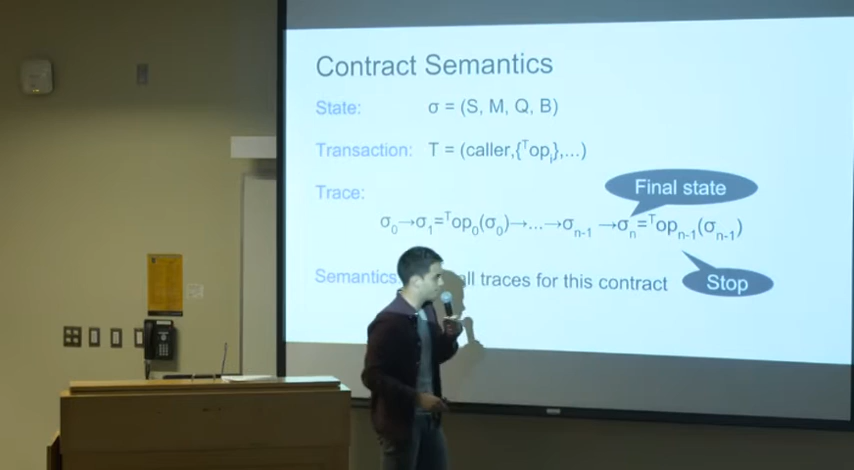 Contract Semantics
State: σ = (S, M, Q, B)
Transaction: T = (caller,{ᵀopᵢ},...)
Trace:
Final state
σ₀→σ₁=ᵀop₀(σ₀)→...→σₙ₋₁ →σₙ=ᵀopₙ₋₁(σₙ₋₁)
Semantics all traces for this contract
Stop